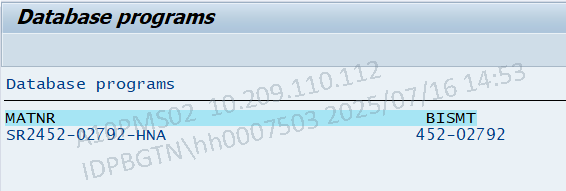 Database programs
Database programs
MATNR BISMT
SR2452-02792-HNA 452-02792
A10PMS02 10.209.110.112
IDPBGTN\hh0007503 2025/07/16 14:53